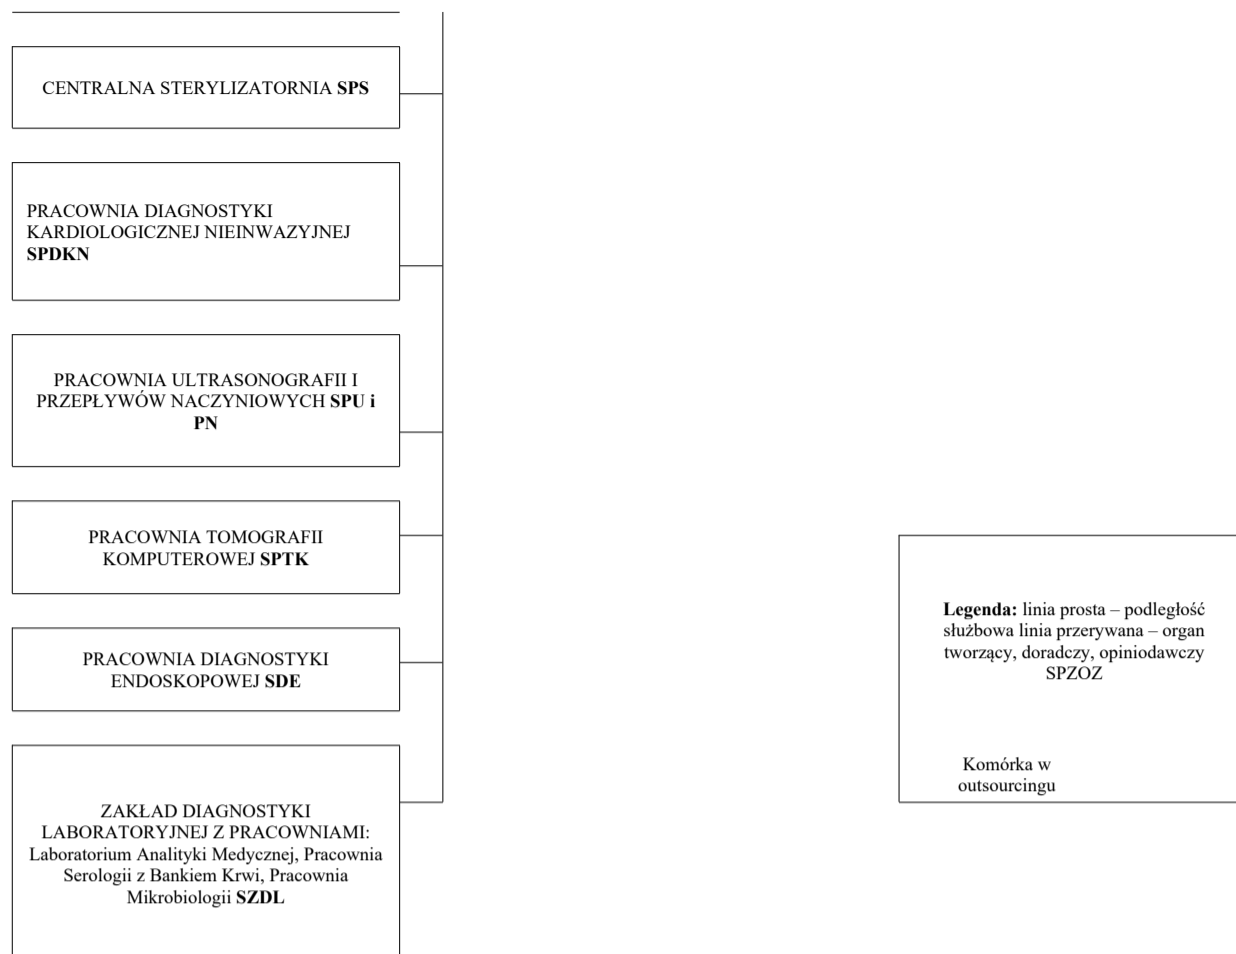 CENTRALNA STERYLIZATORNIA SPS
PRACOWNIA DIAGNOSTYKI
KARDIOLOGICZNEJ NIEINWAZYJNEJ
SPDKN
PRACOWNIA ULTRASONOGRAFII I
PRZEPŁYWÓW NACZYNIOWYCH SPU i
PN
PRACOWNIA TOMOGRAFII
KOMPUTEROWEJ SPTK
PRACOWNIA DIAGNOSTYKI
ENDOSKOPOWEJ SDE
ZAKŁAD DIAGNOSTYKI
LABORATORYJNEJ Z PRACOWNIAMI:
Laboratorium Analityki Medycznej, Pracownia
Serologii z Bankiem Krwi, Pracownia
Mikrobiologii SZDL
Legenda: linia prosta – podległość
służbowa linia przerywana – organ
tworzący, doradczy, opiniodawczy
SPZOZ
Komórka w
outsourcingu